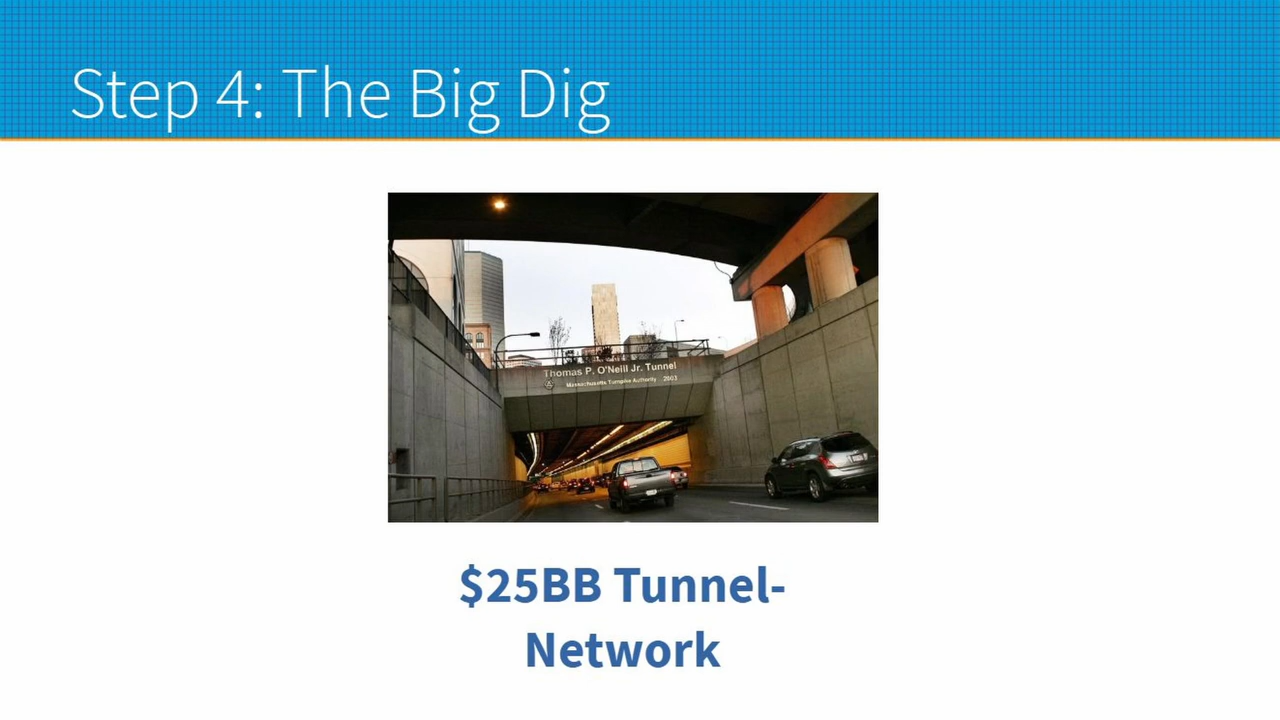 Step 4: The Big Dig
Thomas P. O'Neill Jr. Tunnel
Massachusetts Turnpike Authority 2003
$25BB Tunnel-
Network